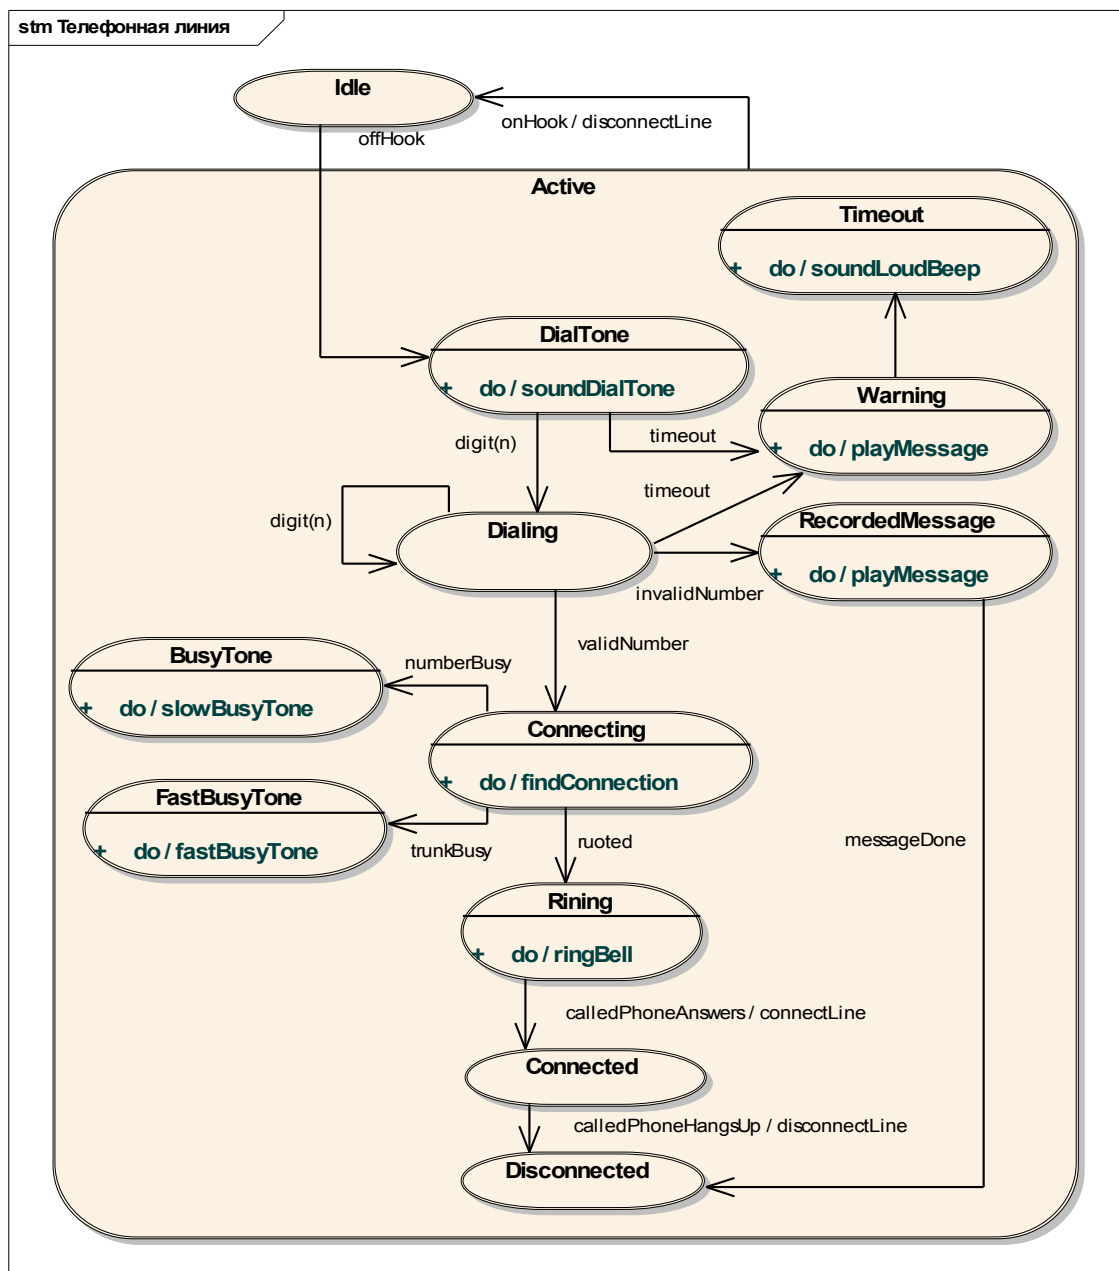 stm Телефонная линия
Idle
onHook / disconnectLine
offHook
Active
Timeout
+ do / soundLoudBeep
DialTone
+ do / soundDialTone
Warning
+ do / playMessage
digit(n)
timeout
timeout
digit(n)
Dialing
RecordedMessage
+ do / playMessage
invalidNumber
validNumber
BusyTone
+ do / slowBusyTone
numberBusy
Connecting
+ do / findConnection
FastBusyTone
+ do / fastBusyTone
trunkBusy
ruoted
messageDone
Rining
+ do / ringBell
calledPhoneAnswers / connectLine
Connected
calledPhoneHangsUp / disconnectLine
Disconnected